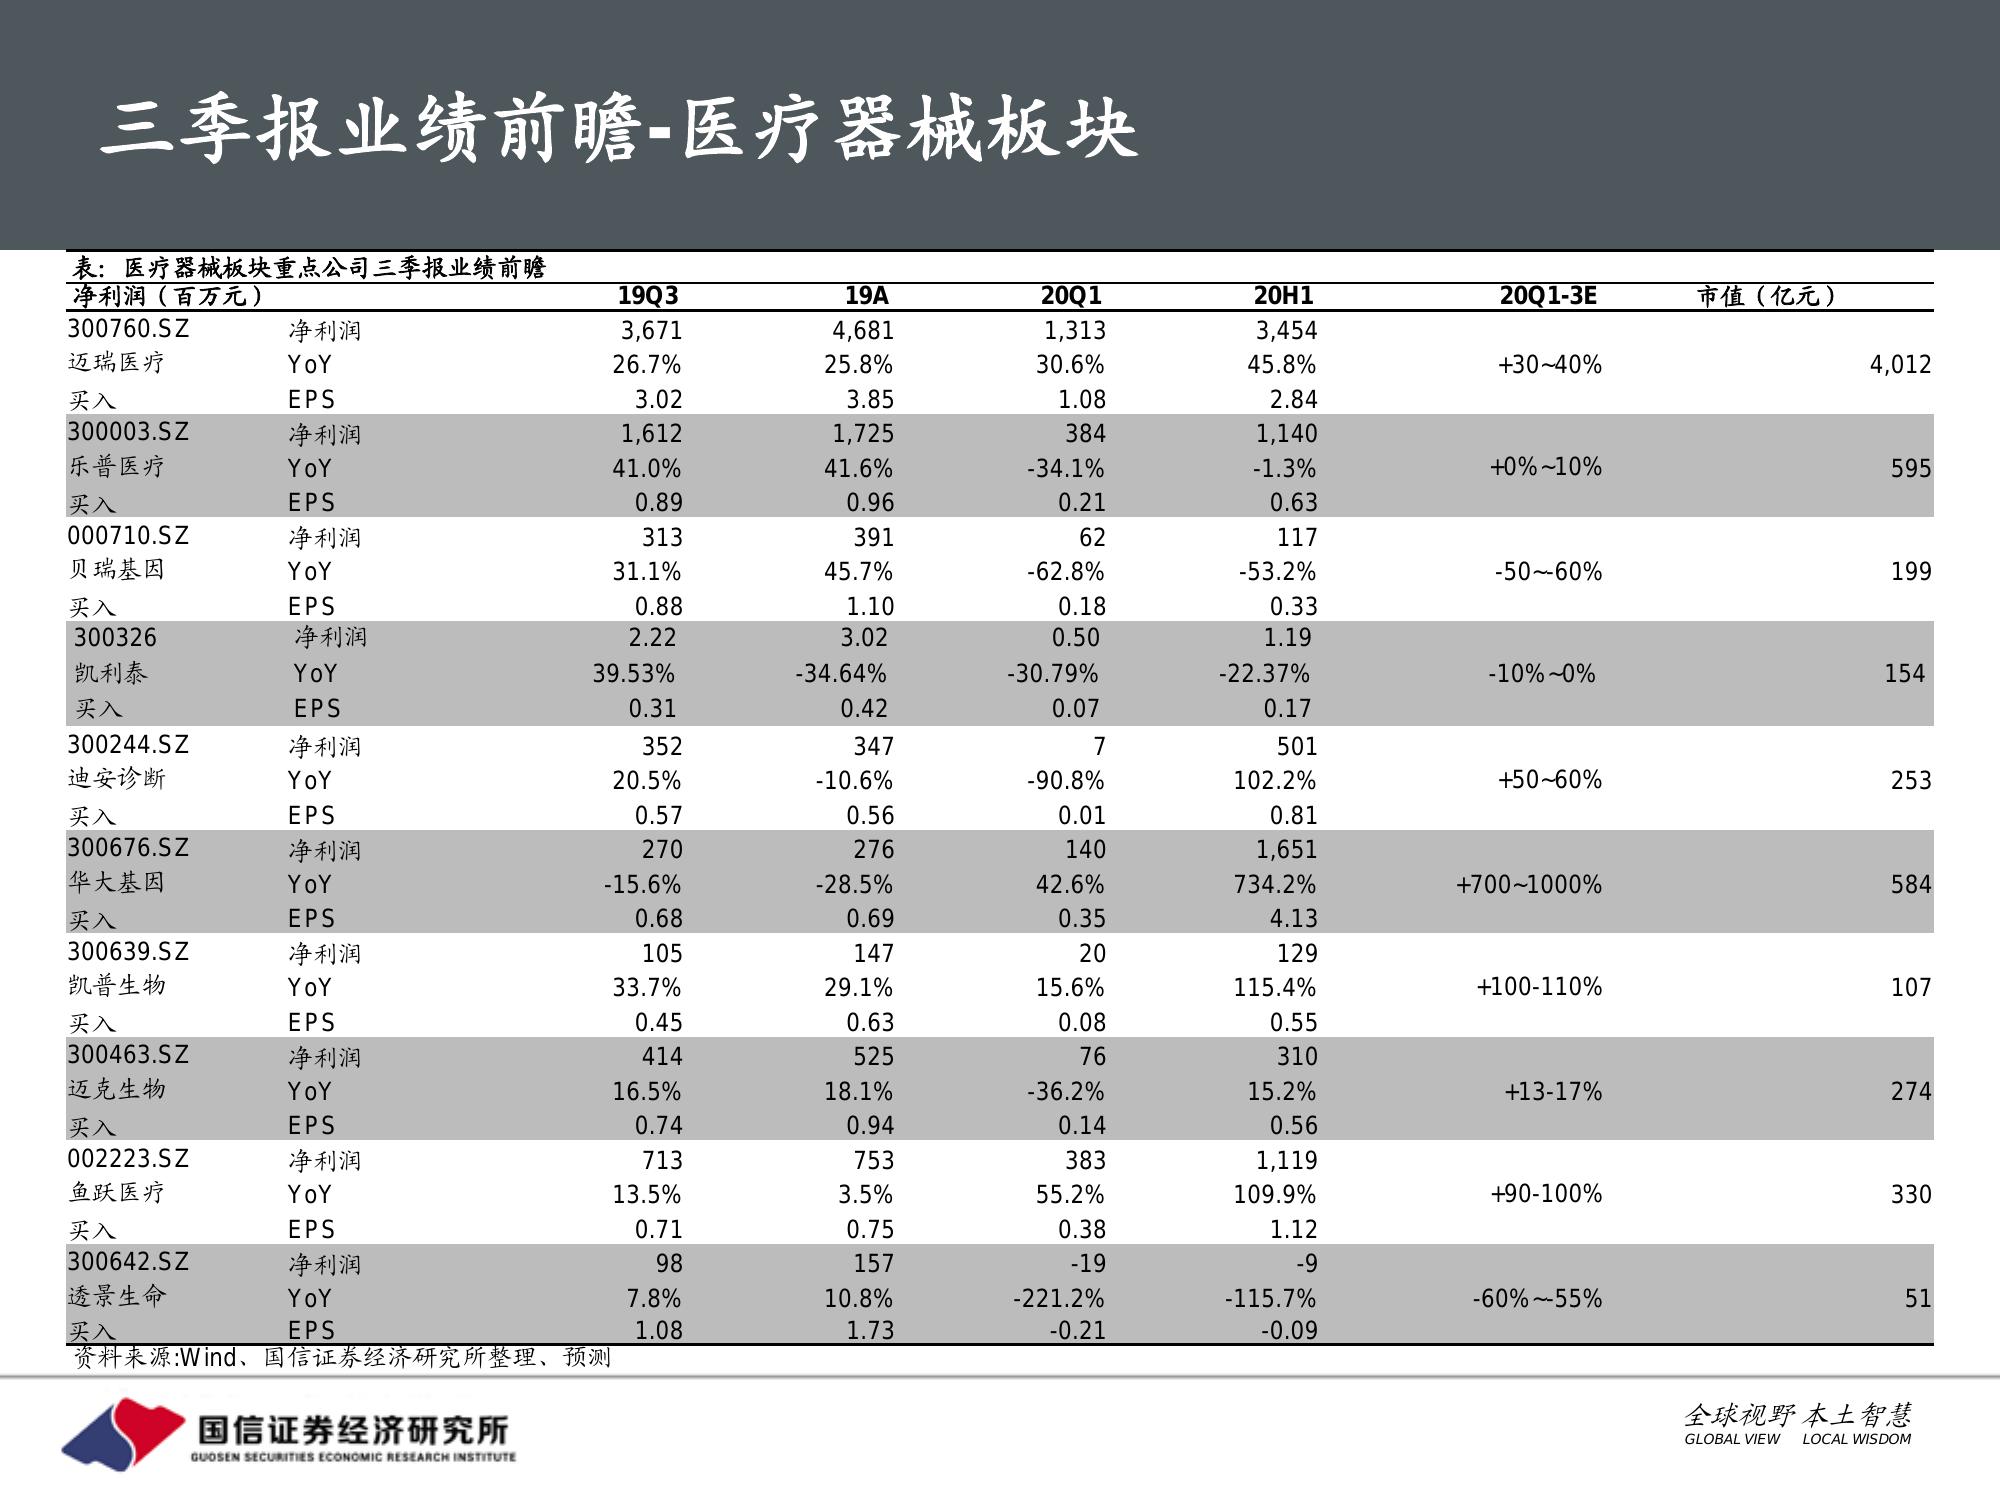 三季报业绩前瞻-医疗器械板块
表： 医疗器械板块重点公司三季报业绩前瞻
净利润（百万元） 19Q3 19A 20Q1 20H1 20Q1-3E 市值（亿元）
300760.SZ 净利润 3,671 4,681 1,313 3,454
迈瑞医疗 YoY 26.7% 25.8% 30.6% 45.8% +30~40% 4,012
买入 EPS 3.02 3.85 1.08 2.84
300003.SZ 净利润 1,612 1,725 384 1,140
乐普医疗 YoY 41.0% 41.6% -34.1% -1.3% +0%~10% 595
买入 EPS 0.89 0.96 0.21 0.63
000710.SZ 净利润 313 391 62 117
贝瑞基因 YoY 31.1% 45.7% -62.8% -53.2% -50~-60% 199
买入 EPS 0.88 1.10 0.18 0.33
300326 净利润 2.22 3.02 0.50 1.19
凯利泰 YoY 39.53% -34.64% -30.79% -22.37% -10%~0% 154
买入 EPS 0.31 0.42 0.07 0.17
300244.SZ 净利润 352 347 7 501
迪安诊断 YoY 20.5% -10.6% -90.8% 102.2% +50~60% 253
买入 EPS 0.57 0.56 0.01 0.81
300676.SZ 净利润 270 276 140 1,651
华大基因 YoY -15.6% -28.5% 42.6% 734.2% +700~1000% 584
买入 EPS 0.68 0.69 0.35 4.13
300639.SZ 净利润 105 147 20 129
凯普生物 YoY 33.7% 29.1% 15.6% 115.4% +100-110% 107
买入 EPS 0.45 0.63 0.08 0.55
300463.SZ 净利润 414 525 76 310
迈克生物 YoY 16.5% 18.1% -36.2% 15.2% +13-17% 274
买入 EPS 0.74 0.94 0.14 0.56
002223.SZ 净利润 713 753 383 1,119
鱼跃医疗 YoY 13.5% 3.5% 55.2% 109.9% +90-100% 330
买入 EPS 0.71 0.75 0.38 1.12
300642.SZ 净利润 98 157 -19 -9
透景生命 YoY 7.8% 10.8% -221.2% -115.7% -60%~-55% 51
买入 EPS 1.08 1.73 -0.21 -0.09
资料来源:Wind、国信证券经济研究所整理、预测
国信证券经济研究所
GUOSEN SECURITIES ECONOMIC RESEARCH INSTITUTE
全球视野 本土智慧
GLOBAL VIEW LOCAL WISDOM